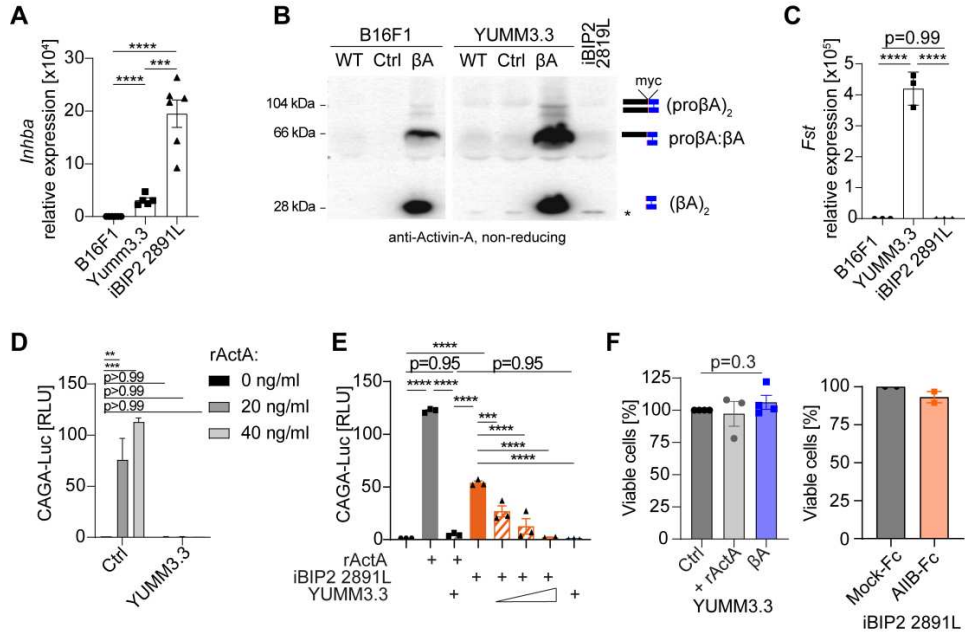 A
****
***
****
30
20
10
0
Inhba
relative expression [x10⁴]
B16F1
Yumm3.3
iBIP2 2891L
B
B16F1
YUMM3.3
iBIP2
2819L
WT Ctrl βA
WT Ctrl βA
104 kDa
66 kDa
28 kDa
myc
(proβA)₂
proβA:βA
(βA)₂
*
anti-Activin-A, non-reducing
C
p=0.99
**** ****
5
4
3
2
1
0
Fst
relative expression [x10⁵]
B16F1
YUMM3.3
iBIP2 2891L
D
**
***
p>0.99
p>0.99
p>0.99
150
100
50
0
CAGA-Luc [RLU]
Ctrl
YUMM3.3
rActA:
0 ng/ml
20 ng/ml
40 ng/ml
E
****
p=0.95 p=0.95
**** ****
****
***
****
****
****
150
100
50
0
CAGA-Luc [RLU]
rActA + +
iBIP2 2891L + + + +
YUMM3.3 + +
F
p=0.3
125
100
75
50
25
0
Viable cells [%]
Ctrl
+ rActA
βA
YUMM3.3
100
50
0
Viable cells [%]
Mock-Fc
AIIB-Fc
iBIP2 2891L